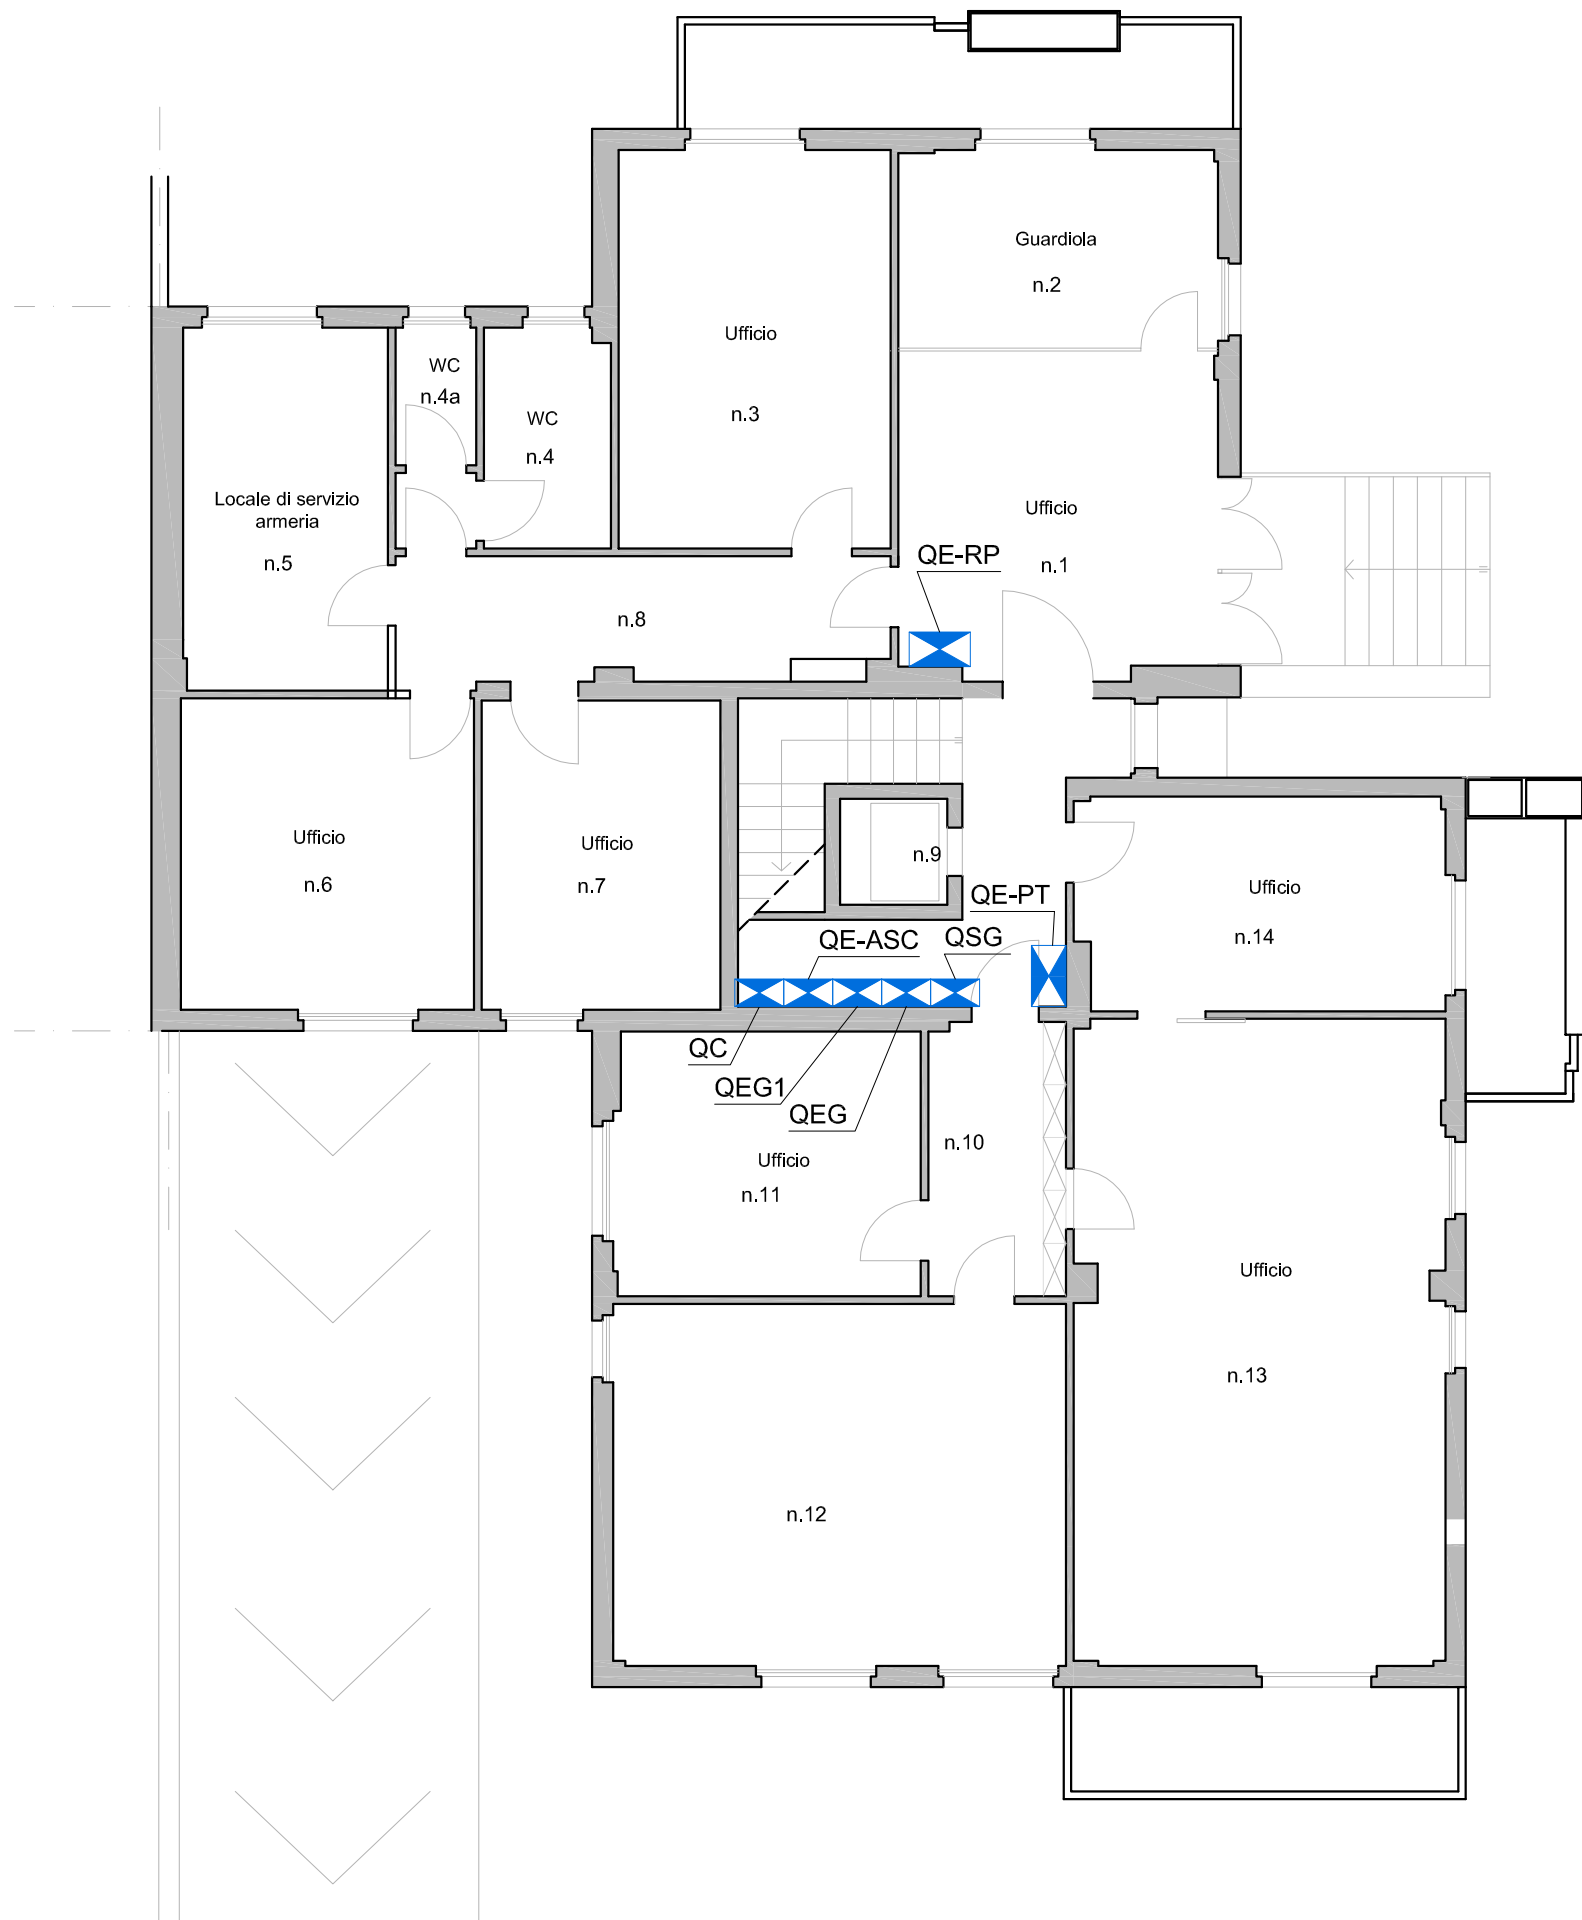 Guardiola
n.2
Ufficio
n.3
WC
n.4a
WC
n.4
Locale di servizio
armeria
n.5
Ufficio
n.1
QE-RP
n.8
Ufficio
n.6
Ufficio
n.7
n.9
Ufficio
n.14
QE-PT
QE-ASC
QSG
QC
QEG1
QEG
n.10
Ufficio
n.11
Ufficio
n.13
n.12